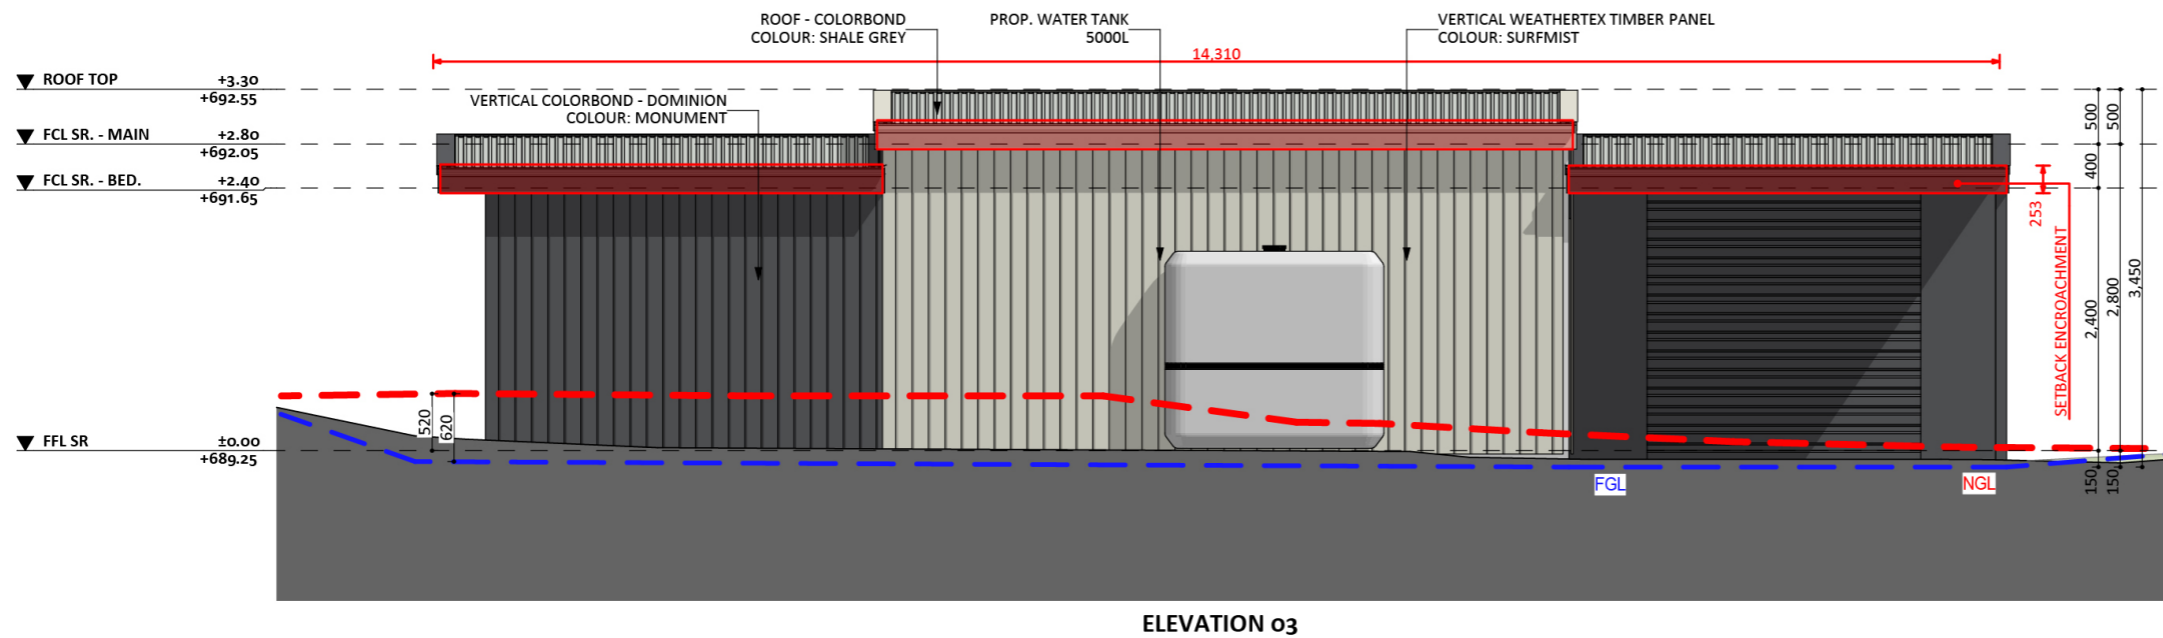 ROOF - COLORBOND
COLOUR: SHALE GREY
PROP. WATER TANK
5000L
VERTICAL WEATHERTEX TIMBER PANEL
COLOUR: SURFMIST
14,310
ROOF TOP +3.30
+692.55
VERTICAL COLORBOND - DOMINION
COLOUR: MONUMENT
FCL SR. - MAIN +2.80
+692.05
FCL SR. - BED. +2.40
+691.65
500
500
400
253
SETBACK ENCROACHMENT
2,400
2,800
3,450
520
620
FFL SR ±0.00
+689.25
150
150
FGL
NGL
ELEVATION 03